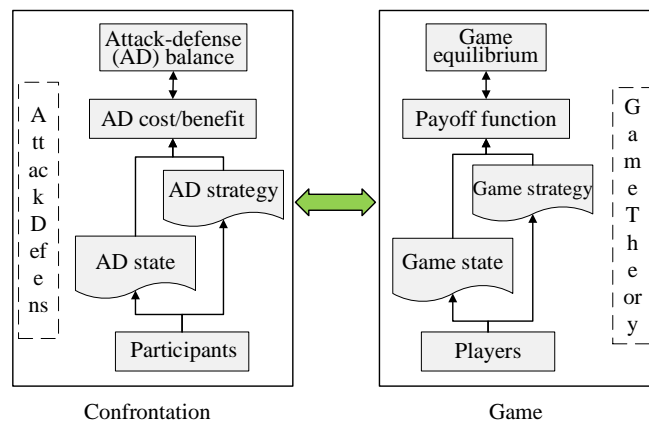 Attack-defense
(AD) balance
AD cost/benefit
AD strategy
AD state
Participants
A
tt
ac
k
D
ef
e
ns
Confrontation
Game
equilibrium
Payoff function
Game strategy
Game state
Players
G
a
m
e
T
h
e
or
y
Game